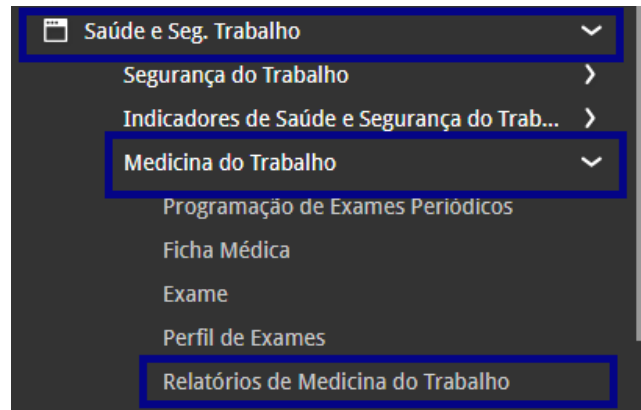 Saúde e Seg. Trabalho
Segurança do Trabalho
Indicadores de Saúde e Segurança do Trab...
Medicina do Trabalho
Programação de Exames Periódicos
Ficha Médica
Exame
Perfil de Exames
Relatórios de Medicina do Trabalho